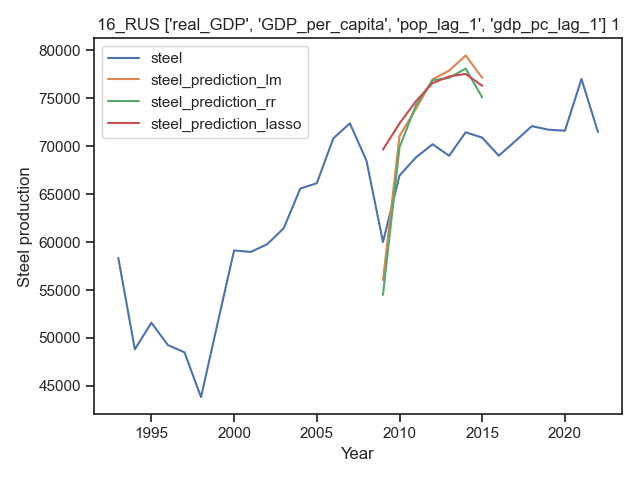 16_RUS ['real_GDP', 'GDP_per_capita', 'pop_lag_1', 'gdp_pc_lag_1'] 1
steel
steel_prediction_lm
steel_prediction_rr
steel_prediction_lasso
Steel production
80000
75000
70000
65000
60000
55000
50000
45000
1995 2000 2005 2010 2015 2020
Year